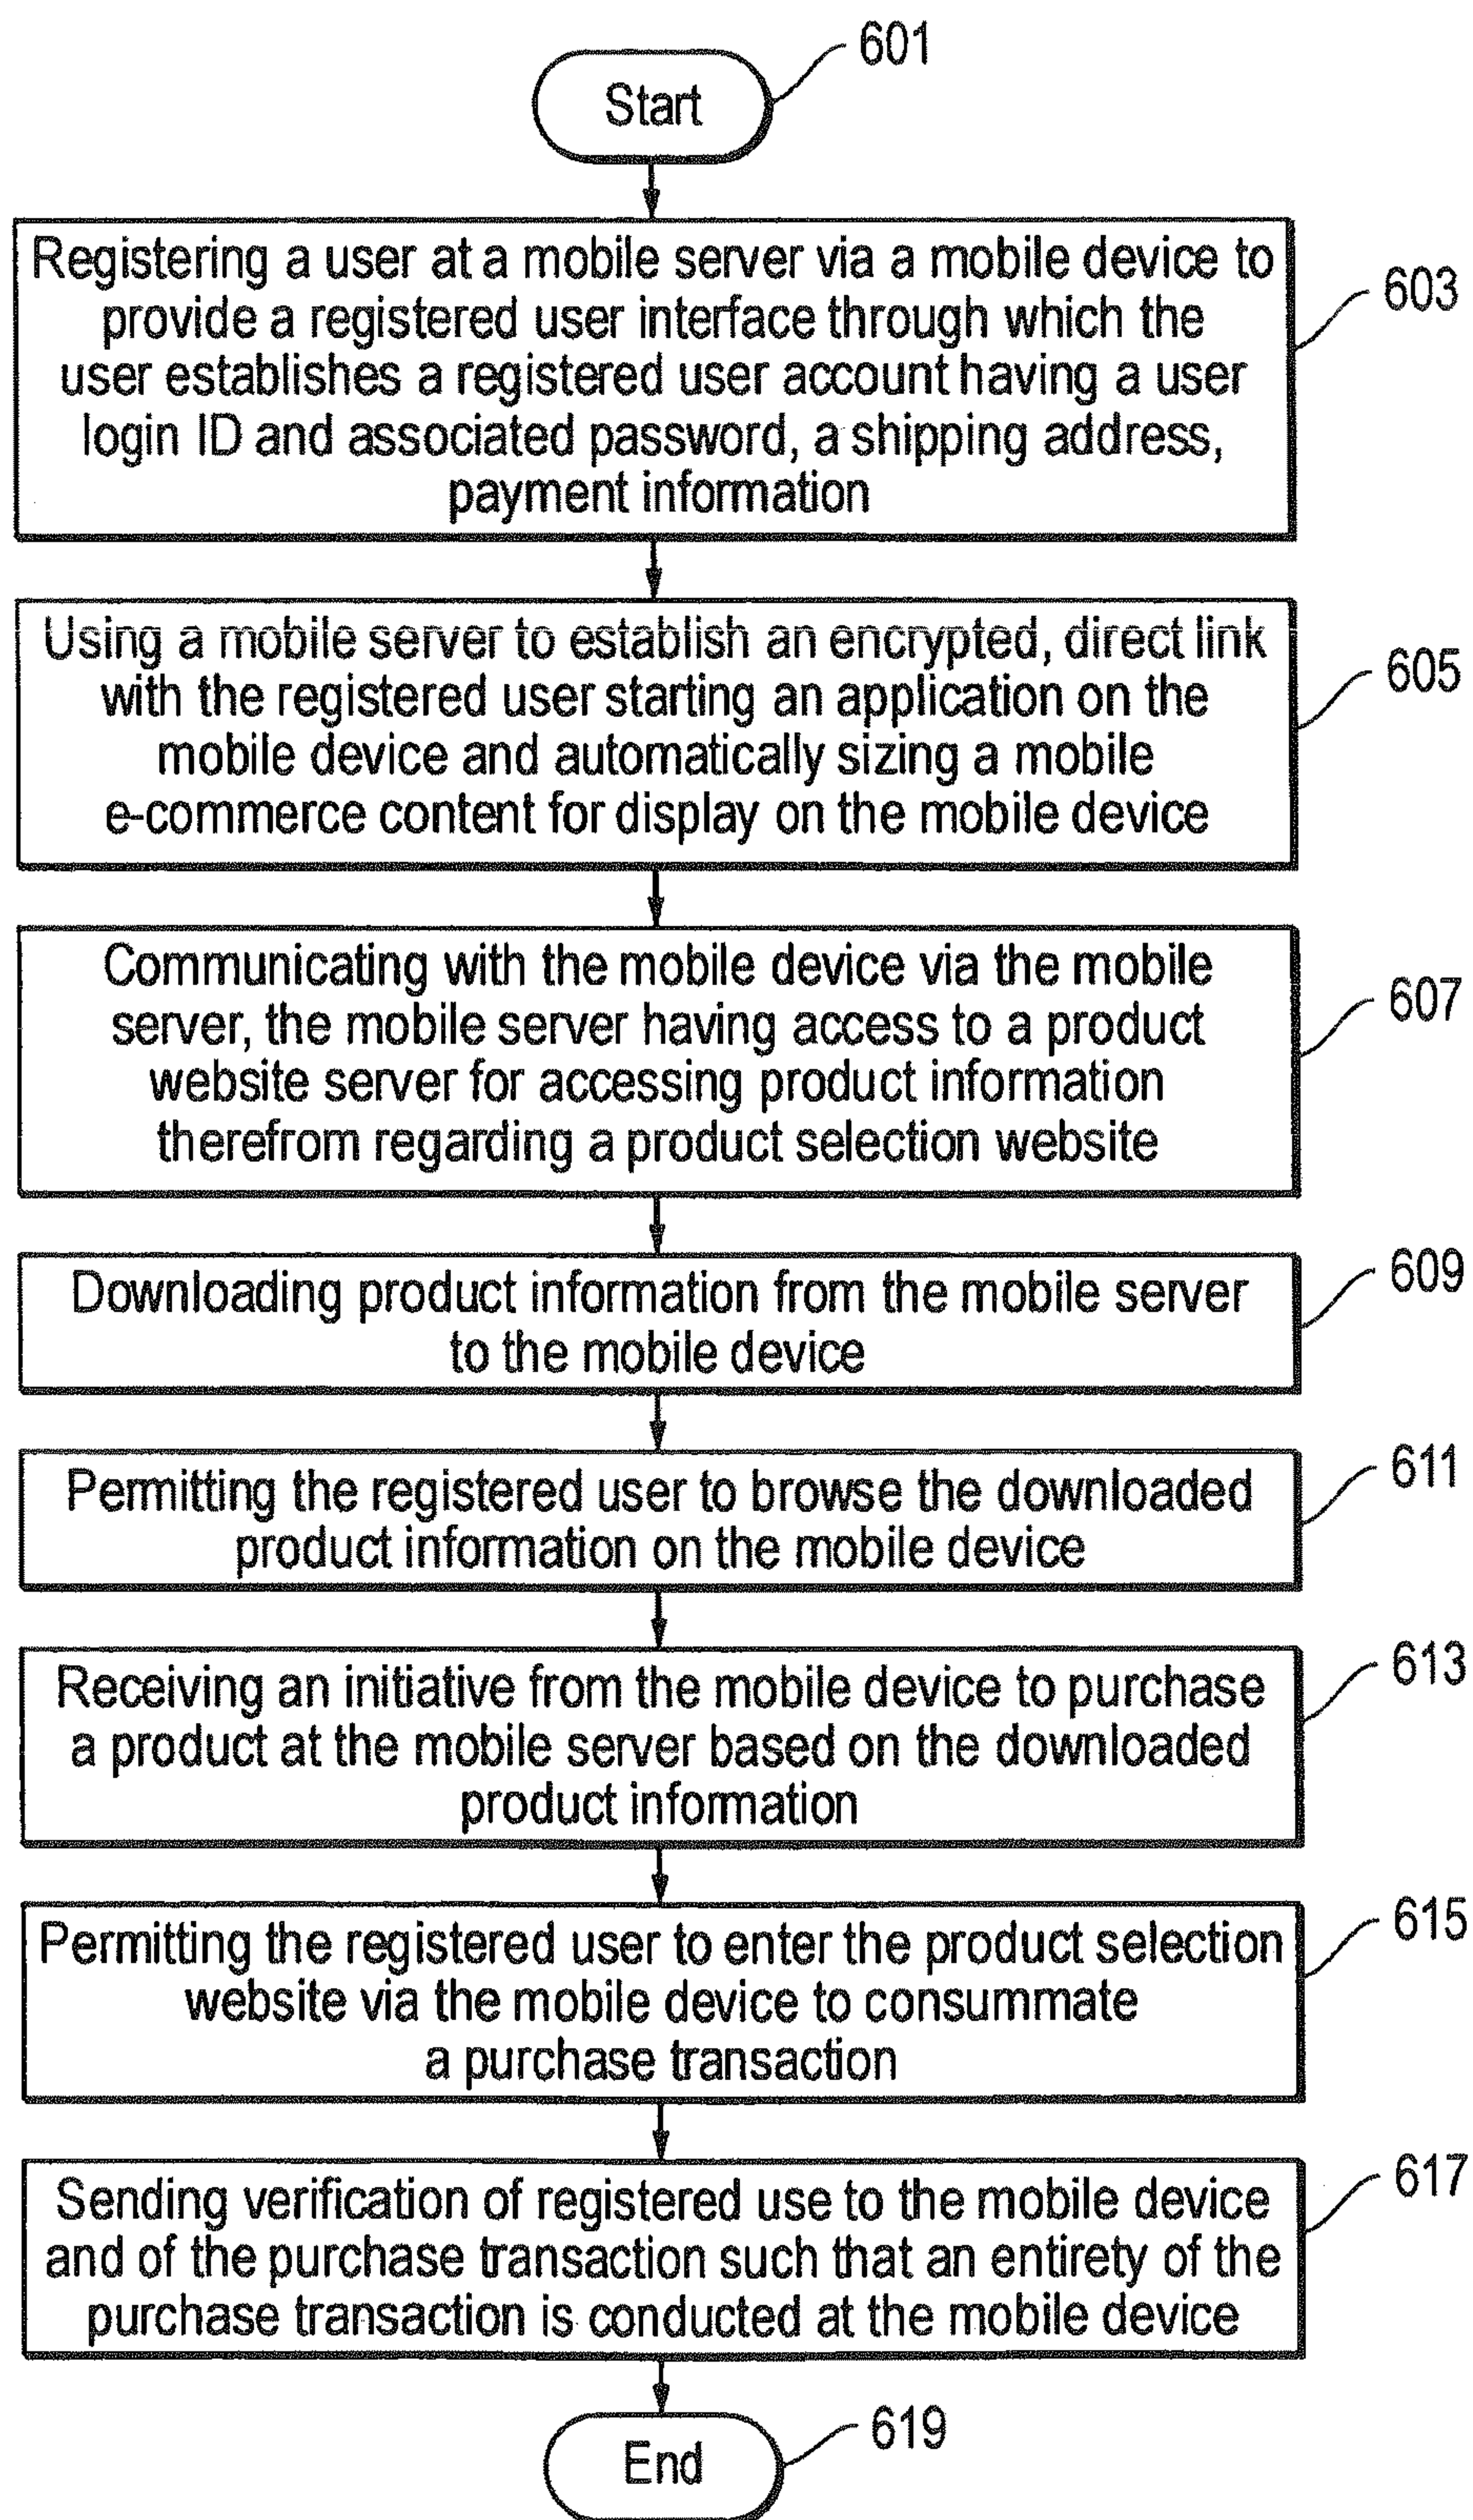 601
Start
Registering a user at a mobile server via a mobile device to
provide a registered user interface through which the
user establishes a registered user account having a user
login ID and associated password, a shipping address,
payment information
603
Using a mobile server to establish an encrypted, direct link
with the registered user starting an application on the
mobile device and automatically sizing a mobile
e-commerce content for display on the mobile device
605
Communicating with the mobile device via the mobile
server, the mobile server having access to a product
website server for accessing product information
therefrom regarding a product selection website
607
Downloading product information from the mobile server
to the mobile device
609
Permitting the registered user to browse the downloaded
product information on the mobile device
611
Receiving an initiative from the mobile device to purchase
a product at the mobile server based on the downloaded
product information
613
Permitting the registered user to enter the product selection
website via the mobile device to consummate
a purchase transaction
615
Sending verification of registered use to the mobile device
and of the purchase transaction such that an entirety of the
purchase transaction is conducted at the mobile device
617
End
619